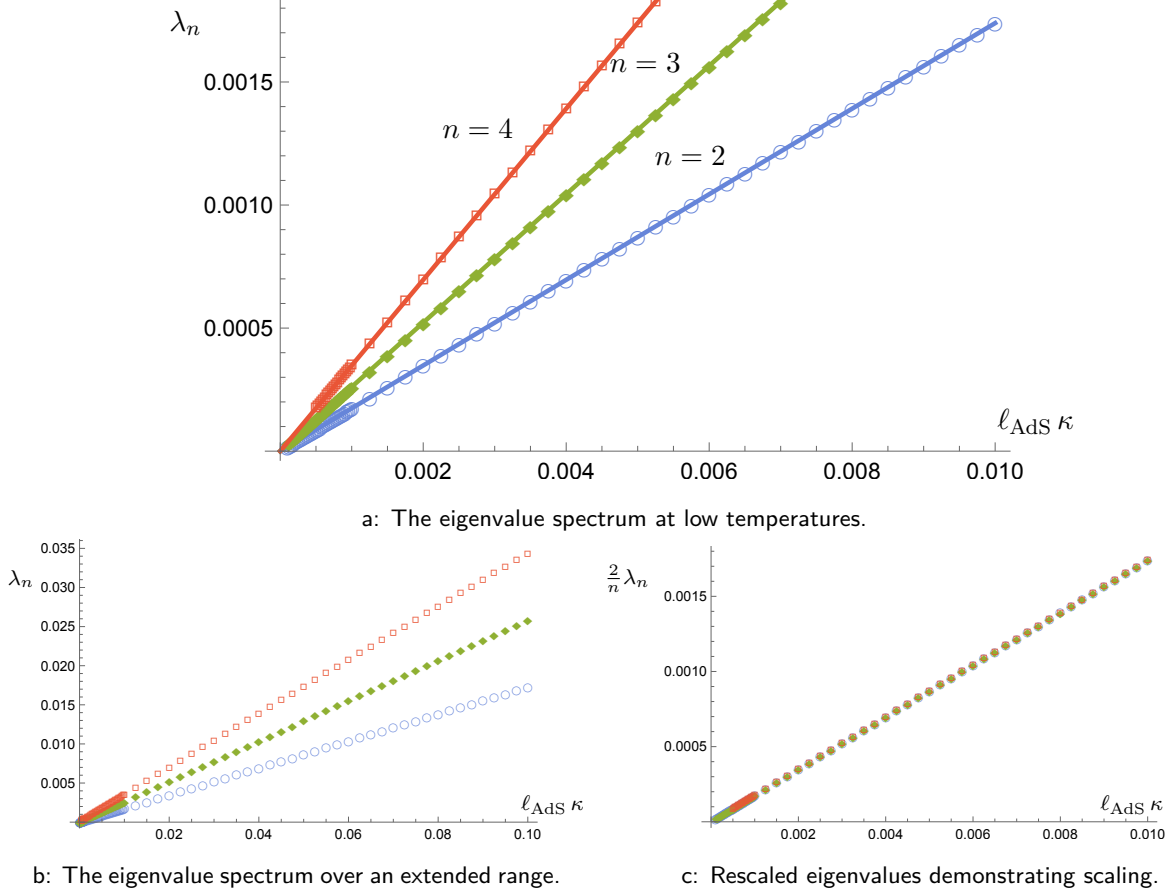 λₙ
0.0015
n = 3
n = 4
n = 2
0.0010
0.0005
ℓ_AdS κ
0.002 0.004 0.006 0.008 0.010
a: The eigenvalue spectrum at low temperatures.
λₙ
0.035
0.030
0.025
0.020
0.015
0.010
0.005
ℓ_AdS κ
0.02 0.04 0.06 0.08 0.10
b: The eigenvalue spectrum over an extended range.
2/n λₙ
0.0015
0.0010
0.0005
ℓ_AdS κ
0.002 0.004 0.006 0.008 0.010
c: Rescaled eigenvalues demonstrating scaling.